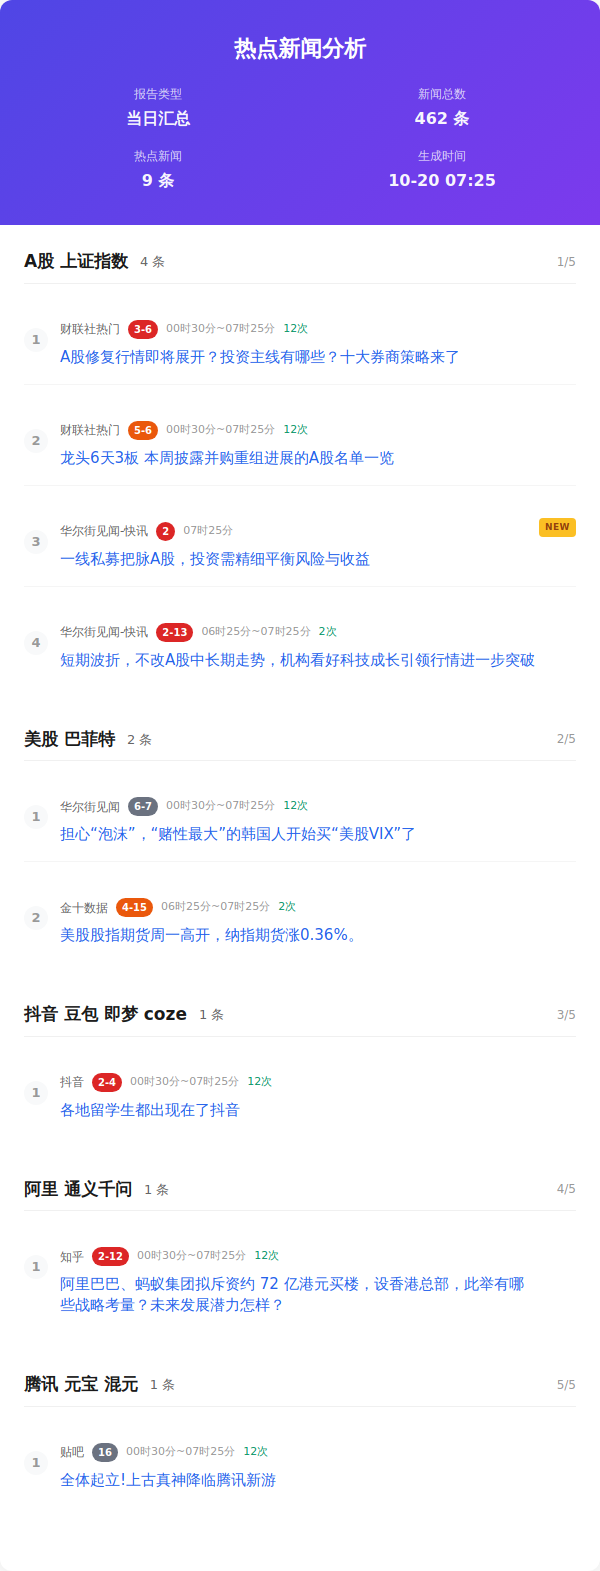 热点新闻分析
报告类型
新闻总数
当日汇总
462 条
热点新闻
生成时间
9 条
10-20 07:25
A股 上证指数 4 条 1/5
财联社热门 3-6 00时30分~07时25分 12次
1
A股修复行情即将展开？投资主线有哪些？十大券商策略来了
财联社热门 5-6 00时30分~07时25分 12次
2
龙头6天3板 本周披露并购重组进展的A股名单一览
华尔街见闻-快讯 2 07时25分 NEW
3
一线私募把脉A股，投资需精细平衡风险与收益
华尔街见闻-快讯 2-13 06时25分~07时25分 2次
4
短期波折，不改A股中长期走势，机构看好科技成长引领行情进一步突破
美股 巴菲特 2 条 2/5
华尔街见闻 6-7 00时30分~07时25分 12次
1
担心“泡沫”，“赌性最大”的韩国人开始买“美股VIX”了
金十数据 4-15 06时25分~07时25分 2次
2
美股股指期货周一高开，纳指期货涨0.36%。
抖音 豆包 即梦 coze 1 条 3/5
抖音 2-4 00时30分~07时25分 12次
1
各地留学生都出现在了抖音
阿里 通义千问 1 条 4/5
知乎 2-12 00时30分~07时25分 12次
1
阿里巴巴、蚂蚁集团拟斥资约 72 亿港元买楼，设香港总部，此举有哪
些战略考量？未来发展潜力怎样？
腾讯 元宝 混元 1 条 5/5
贴吧 16 00时30分~07时25分 12次
1
全体起立!上古真神降临腾讯新游